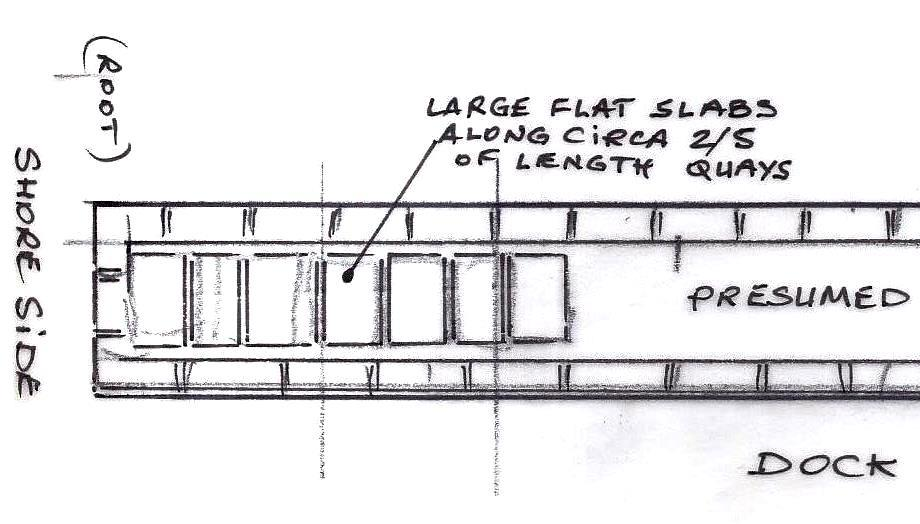 (ROOT)
SHORE SiDE
LARGE FLAT SLABS
ALONG CiRCA 2/5
OF LENGTH QUAYS
PRESUMED
DOCK